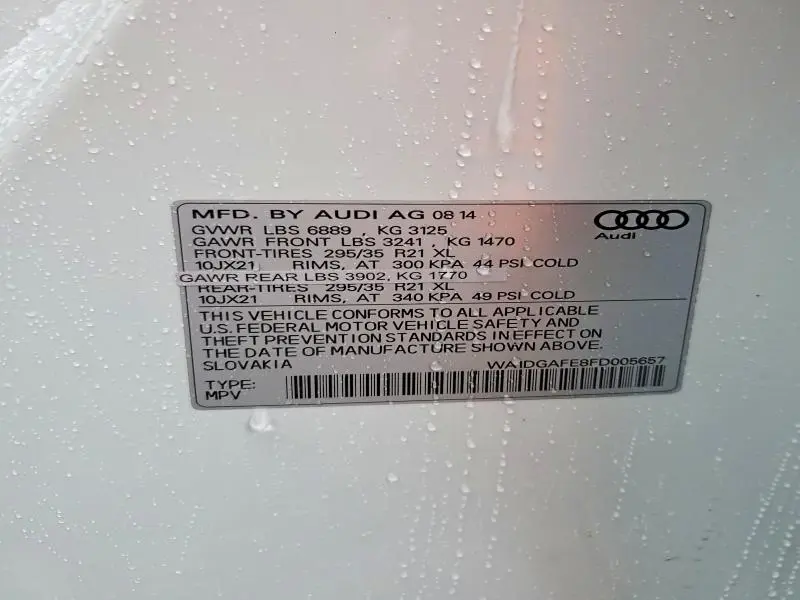 MFD. BY AUDI AG 08 14
GVWR LBS 6889 , KG 3125
GAWR FRONT LBS 3241 , KG 1470
FRONT-TIRES 295/35 R21 XL
10JX21 RIMS, AT 300 KPA 44 PSI COLD
GAWR REAR LBS 3902, KG 1770
REAR-TIRES 295/35 R21 XL
10JX21 RIMS, AT 340 KPA 49 PSI COLD
Audi
THIS VEHICLE CONFORMS TO ALL APPLICABLE
U.S. FEDERAL MOTOR VEHICLE SAFETY AND
THEFT PREVENTION STANDARDS IN EFFECT ON
THE DATE OF MANUFACTURE SHOWN ABOVE.
SLOVAKIA WA1DGAFE8FD005657
TYPE:
MPV